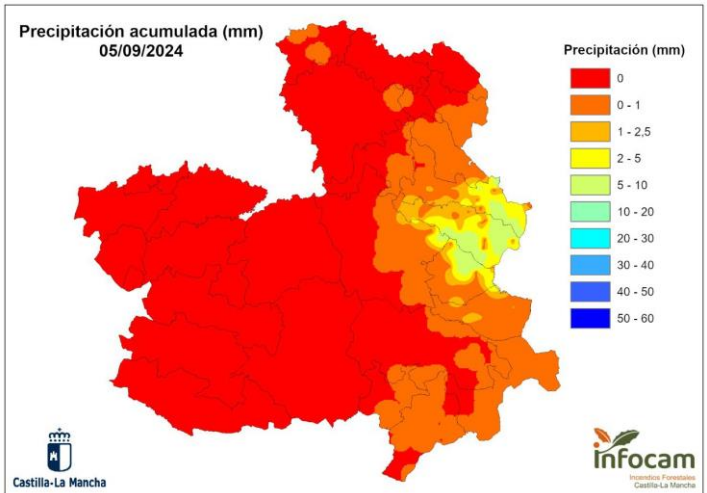 Precipitación acumulada (mm)
05/09/2024
Precipitación (mm)
0
0 - 1
1 - 2,5
2 - 5
5 - 10
10 - 20
20 - 30
30 - 40
40 - 50
50 - 60
Castilla-La Mancha
infocam
Incendios Forestales
Castilla-La Mancha